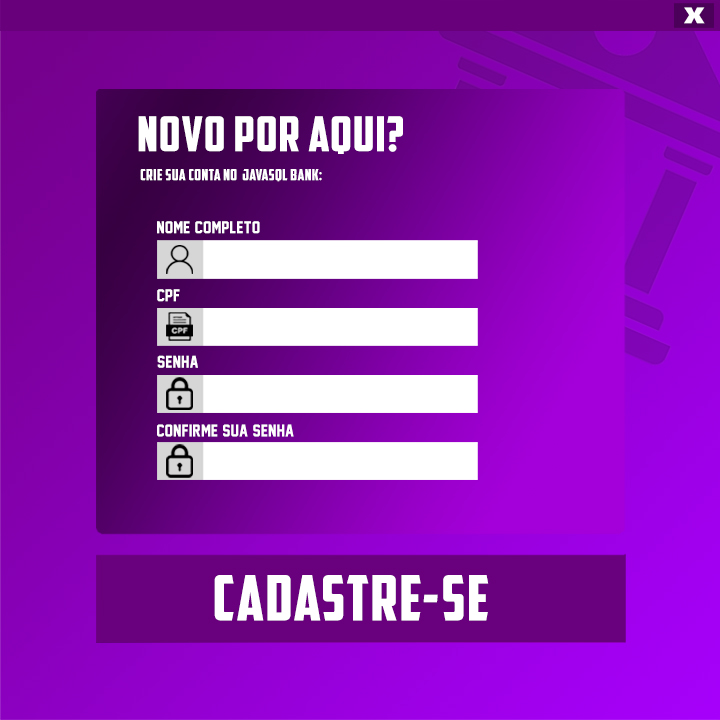 X
NOVO POR AQUI?
CRIE SUA CONTA NO JAVASQL BANK:
NOME COMPLETO
CPF
CPF
SENHA
CONFIRME SUA SENHA
CADASTRE-SE